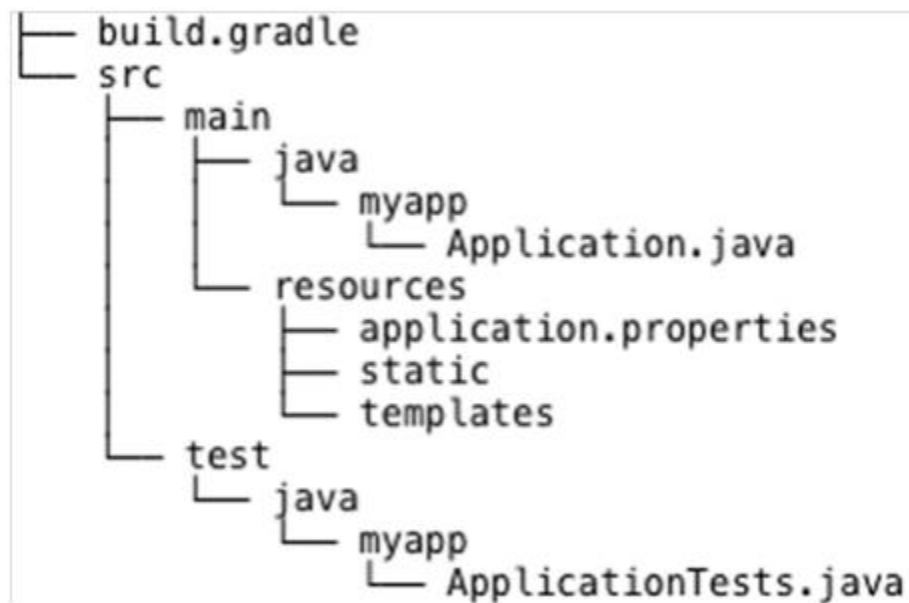 build.gradle
src
main
java
myapp
Application.java
resources
application.properties
static
templates
test
java
myapp
ApplicationTests.java